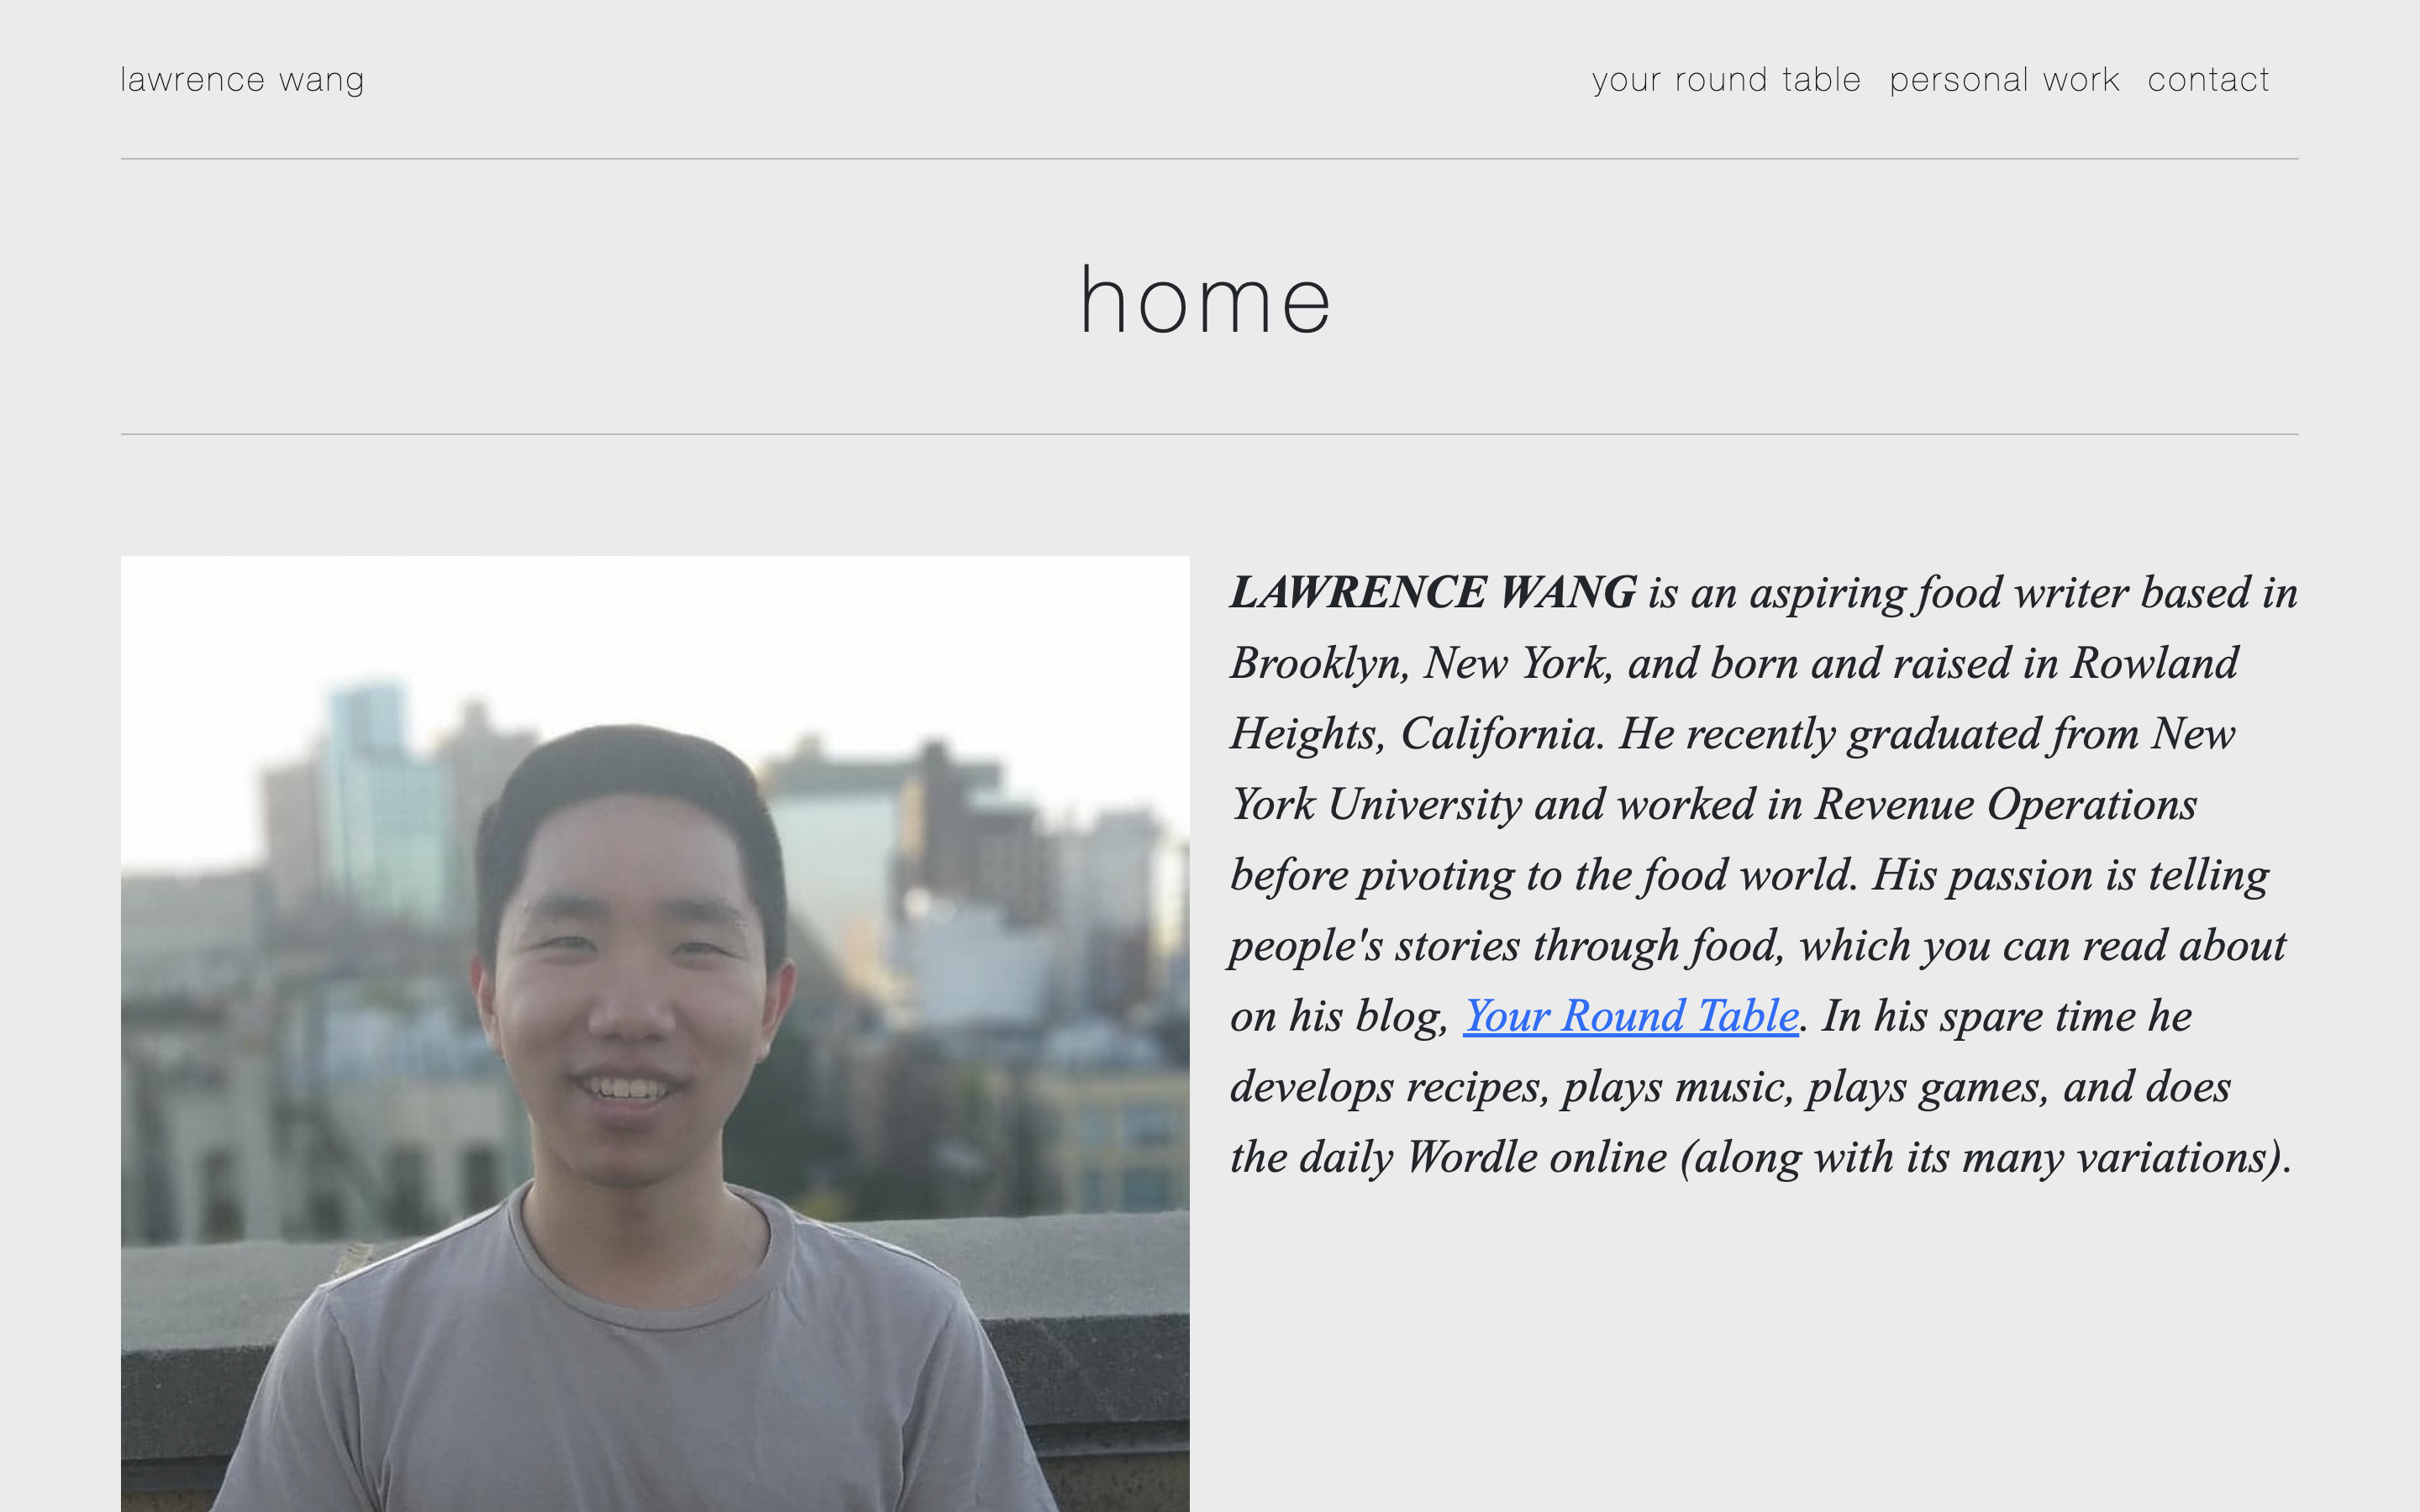 lawrence wang
your round table personal work contact
home
LAWRENCE WANG is an aspiring food writer based in
Brooklyn, New York, and born and raised in Rowland
Heights, California. He recently graduated from New
York University and worked in Revenue Operations
before pivoting to the food world. His passion is telling
people's stories through food, which you can read about
on his blog, Your Round Table. In his spare time he
develops recipes, plays music, plays games, and does
the daily Wordle online (along with its many variations).